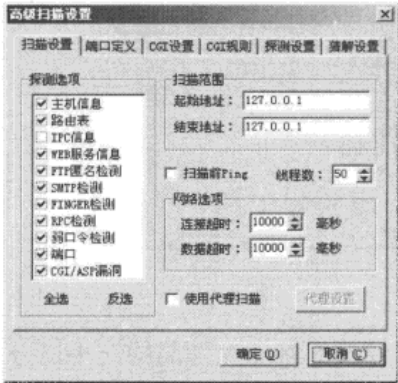 高级扫描设置
扫描设置 端口定义 CGI设置 CGI规则 探测设置 猜解设置
探测选项
主机信息
路由表
IPC信息
WEB服务信息
FTP匿名检测
SMTP检测
FINGER检测
RPC检测
弱口令检测
端口
CGI/ASP漏洞
全选 反选
扫描范围
起始地址： 127.0.0.1
结束地址： 127.0.0.1
扫描前Ping 线程数： 50
网络选项
连接超时： 10000 毫秒
数据超时： 10000 毫秒
使用代理扫描 代理设置
确定(O) 取消(C)